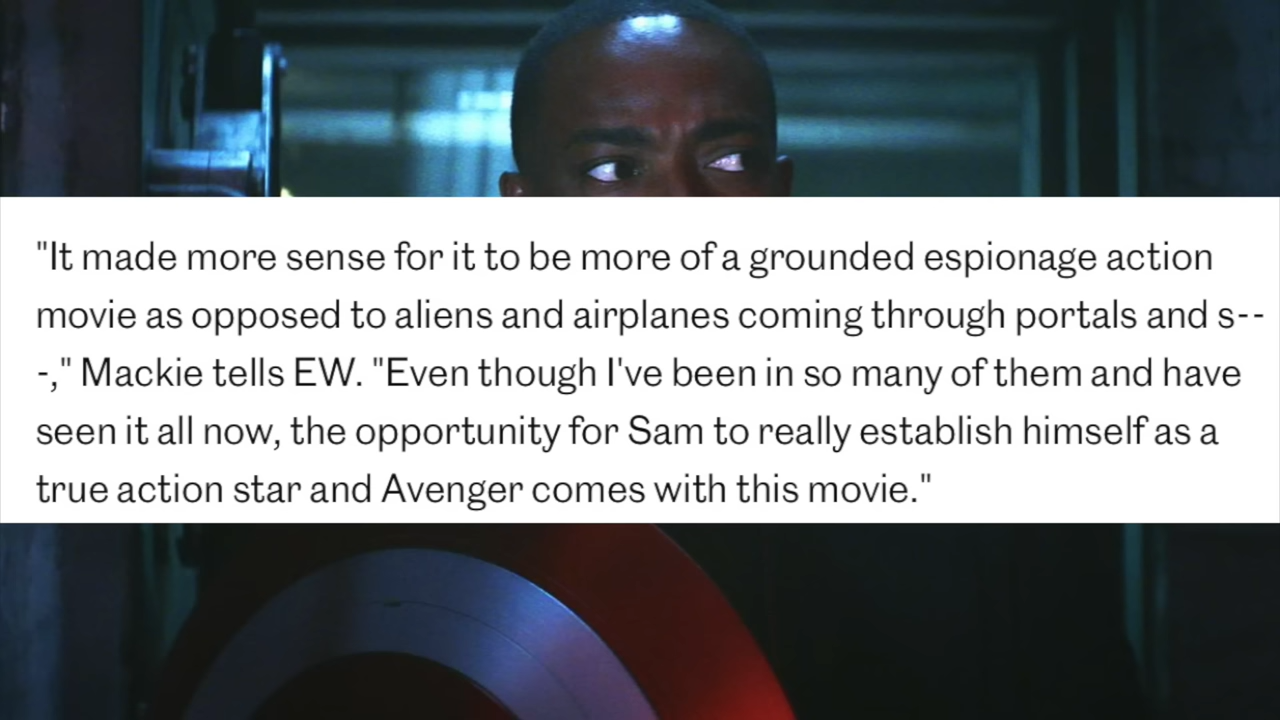 "It made more sense for it to be more of a grounded espionage action
movie as opposed to aliens and airplanes coming through portals and s--
-," Mackie tells EW. "Even though I've been in so many of them and have
seen it all now, the opportunity for Sam to really establish himself as a
true action star and Avenger comes with this movie."